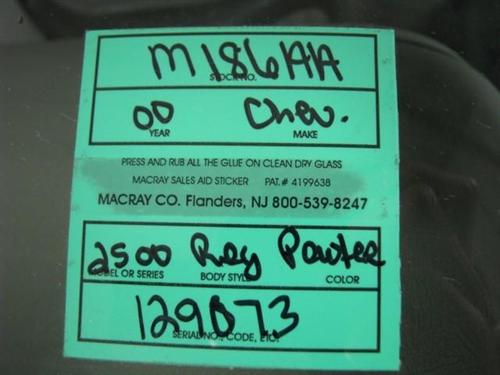 M186141A
STOCK NO.
00 Chev.
YEAR MAKE
PRESS AND RUB ALL THE GLUE ON CLEAN DRY GLASS
MACRAY SALES AID STICKER PAT.# 4199638
MACRAY CO. Flanders, NJ 800-539-8247
2500 Reg Pewter
MODEL OR SERIES BODY STYLE COLOR
129073
SERIAL NO., CODE, ETC.